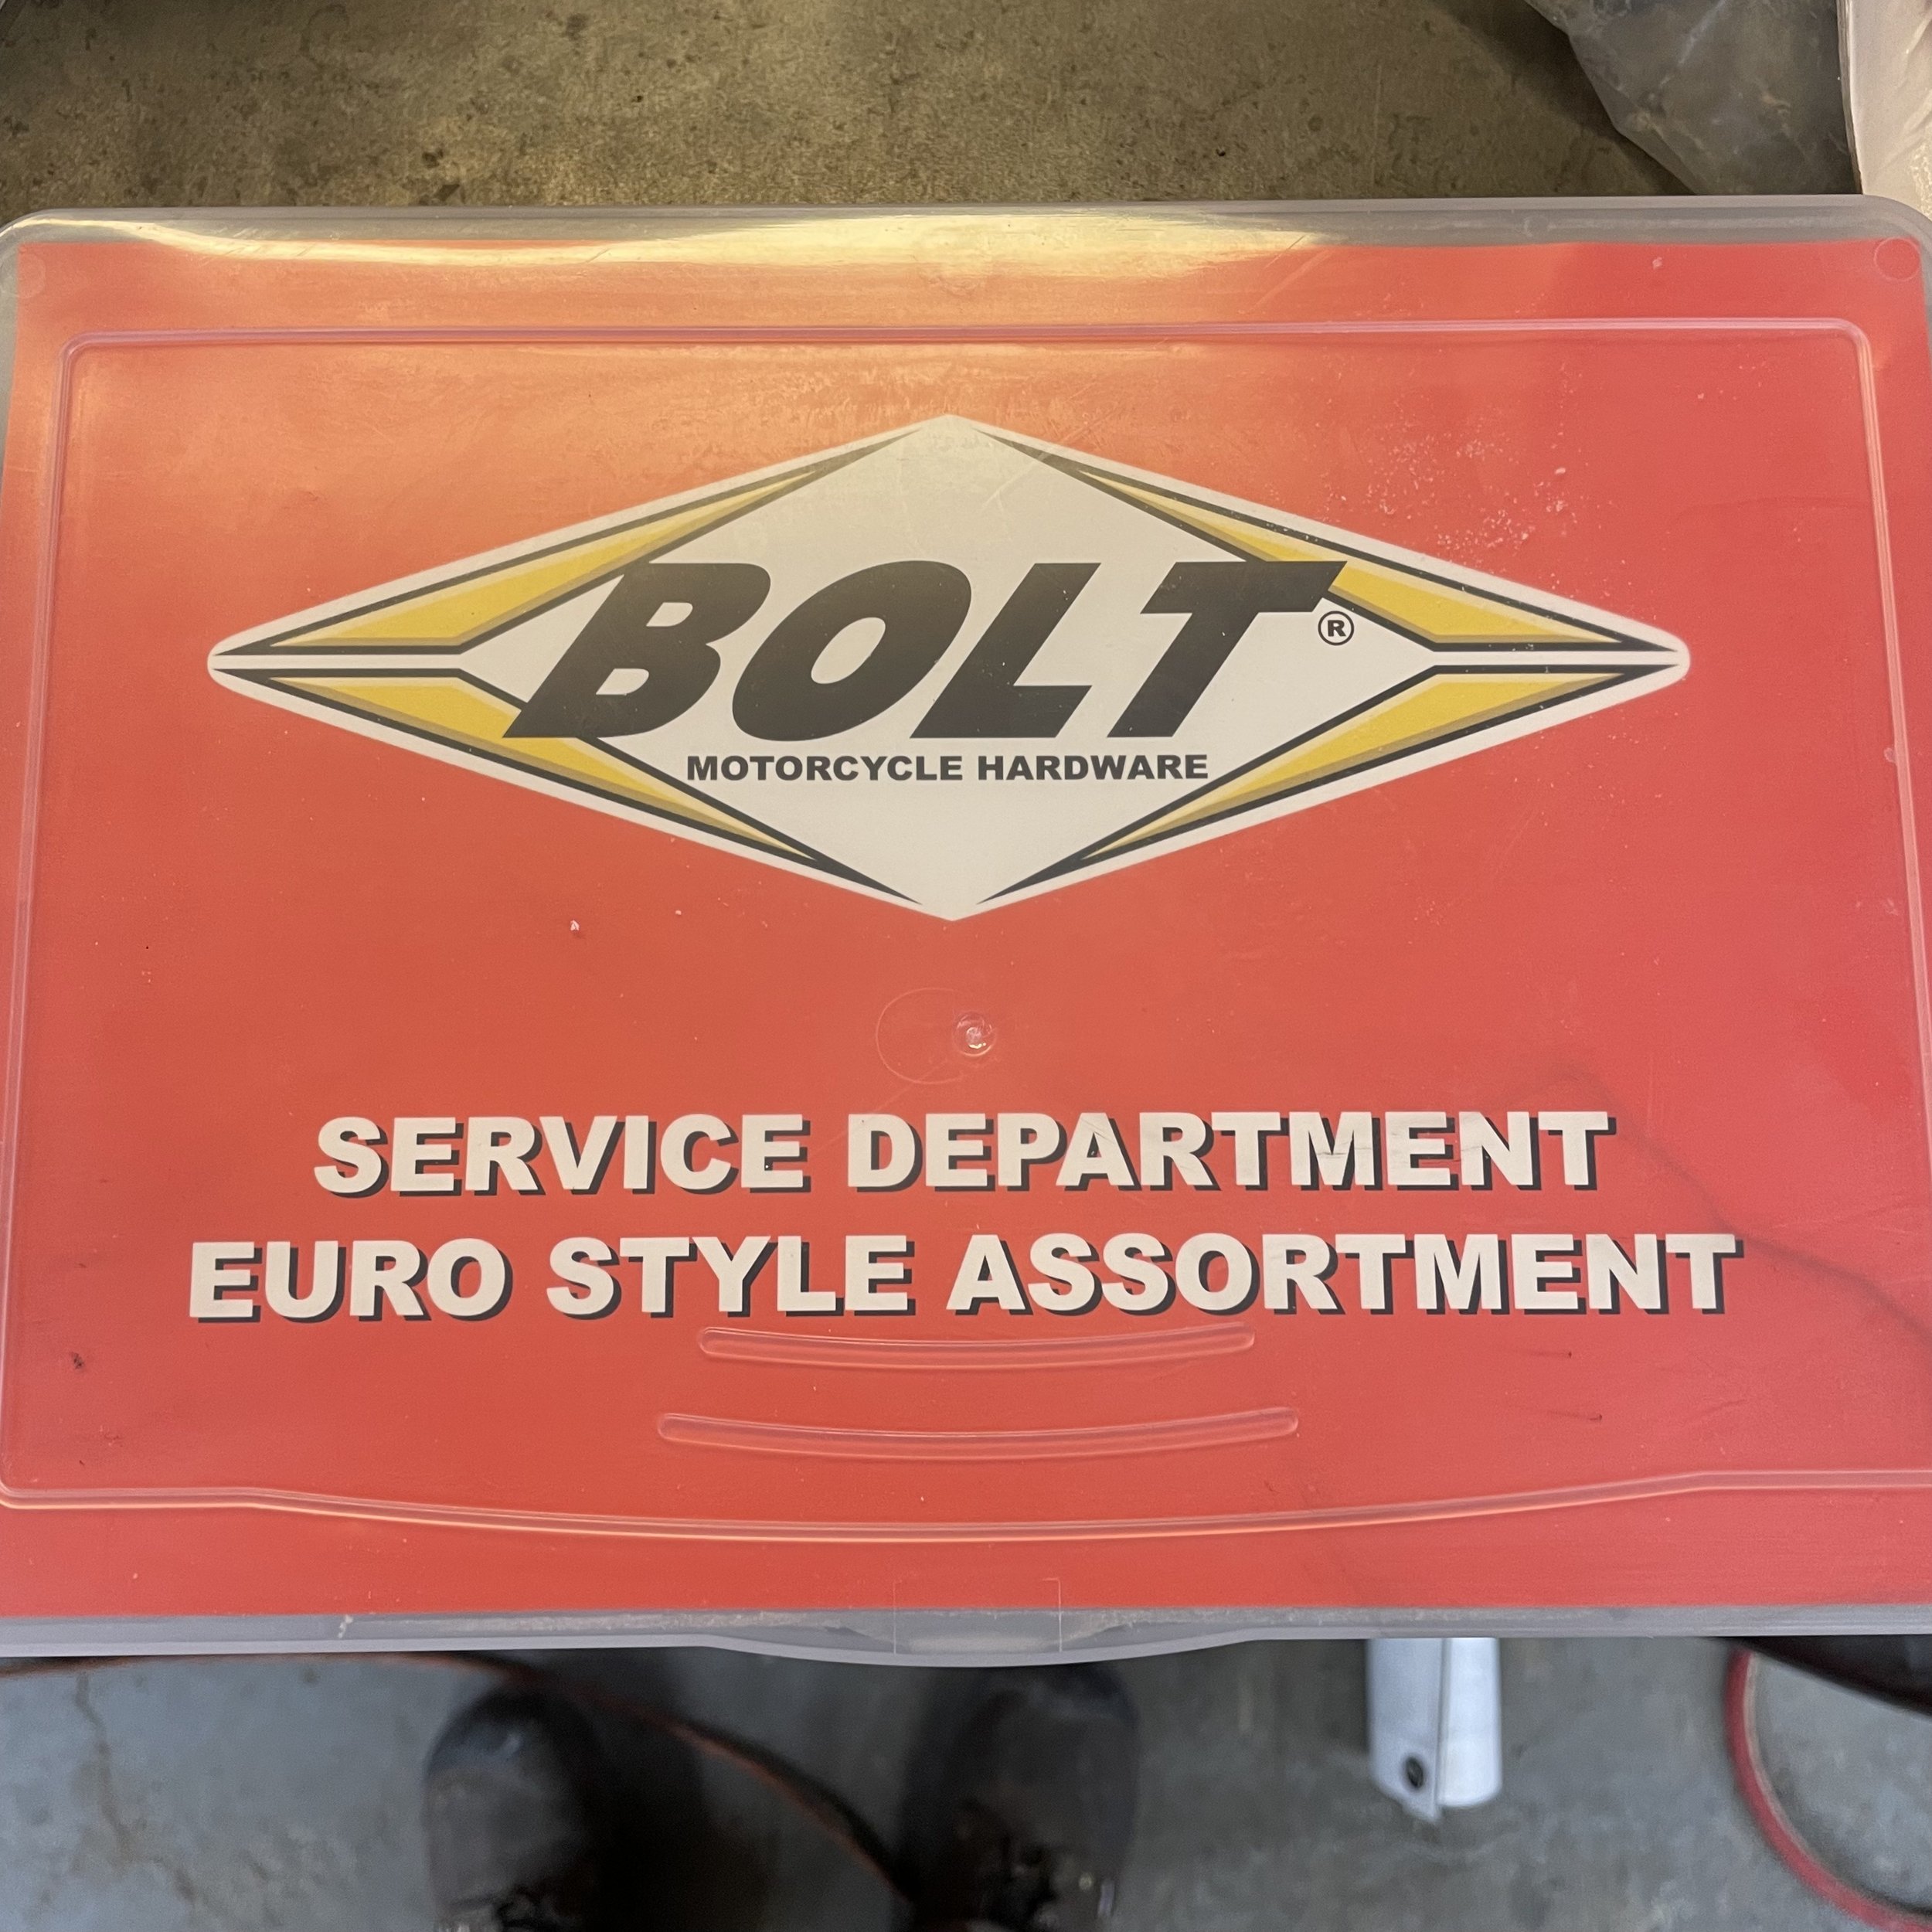 BOLT®
MOTORCYCLE HARDWARE
SERVICE DEPARTMENT
EURO STYLE ASSORTMENT